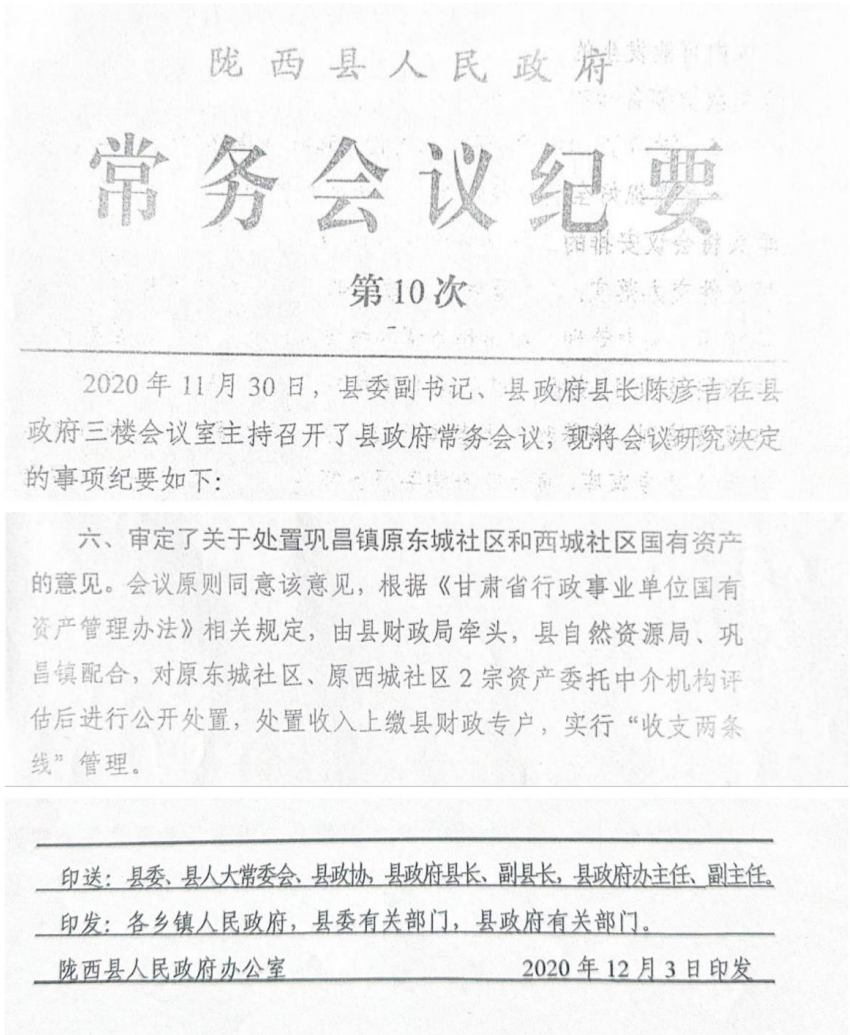 陇西县人民政府
常务会议纪要
第10次
2020年11月30日，县委副书记、县政府县长陈彦吉在县
政府三楼会议室主持召开了县政府常务会议，现将会议研究决定
的事项纪要如下：
六、审定了关于处置巩昌镇原东城社区和西城社区国有资产
的意见。会议原则同意该意见，根据《甘肃省行政事业单位国有
资产管理办法》相关规定，由县财政局牵头，县自然资源局、巩
昌镇配合，对原东城社区、原西城社区2宗资产委托中介机构评
估后进行公开处置，处置收入上缴县财政专户，实行“收支两条
线”管理。
印送：县委、县人大常委会、县政协，县政府县长、副县长，县政府办主任、副主任。
印发：各乡镇人民政府，县委有关部门，县政府有关部门。
陇西县人民政府办公室 2020年12月3日印发